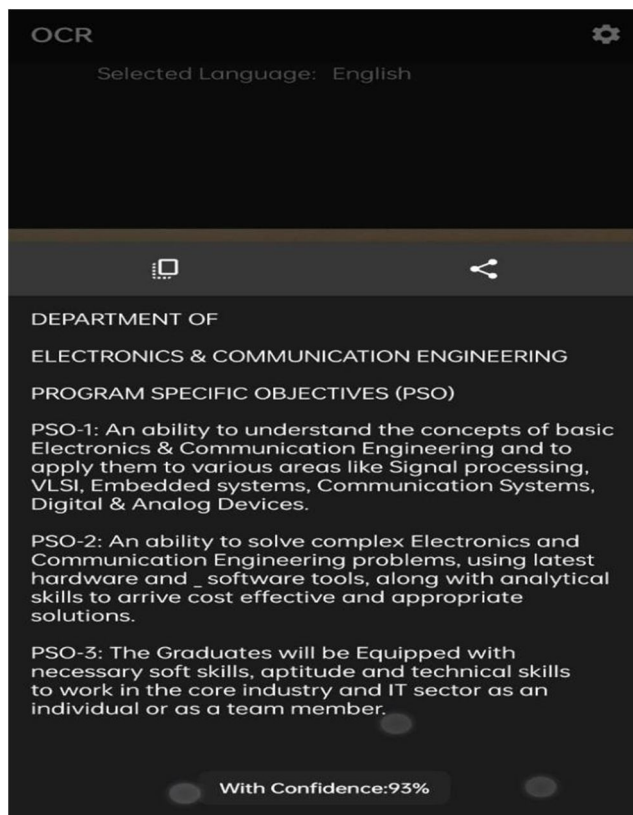 OCR
Selected Language: English
DEPARTMENT OF
ELECTRONICS & COMMUNICATION ENGINEERING
PROGRAM SPECIFIC OBJECTIVES (PSO)
PSO-1: An ability to understand the concepts of basic
Electronics & Communication Engineering and to
apply them to various areas like Signal processing,
VLSI, Embedded systems, Communication Systems,
Digital & Analog Devices.
PSO-2: An ability to solve complex Electronics and
Communication Engineering problems, using latest
hardware and _ software tools, along with analytical
skills to arrive cost effective and appropriate
solutions.
PSO-3: The Graduates will be Equipped with
necessary soft skills, aptitude and technical skills
to work in the core industry and IT sector as an
individual or as a team member.
With Confidence:93%